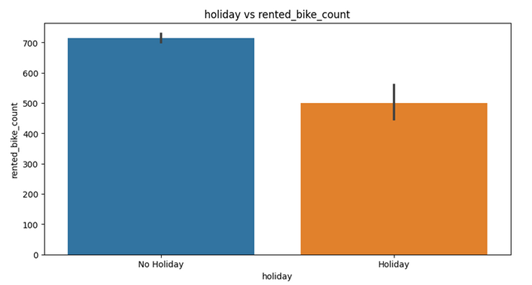 holiday vs rented_bike_count
rented_bike_count
700
600
500
400
300
200
100
0
No Holiday
Holiday
holiday